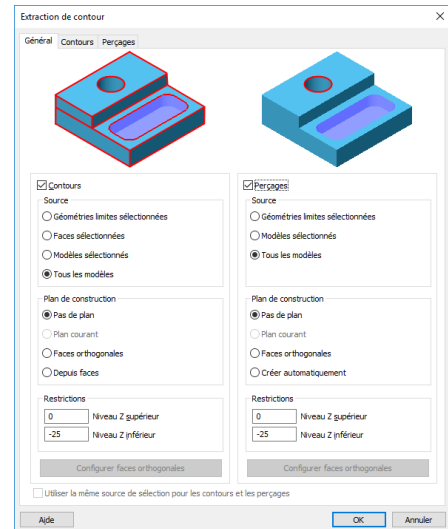 Extraction de contour
Général Contours Perçages
Contours
Source
Géométries limites sélectionnées
Faces sélectionnées
Modèles sélectionnés
Tous les modèles
Plan de construction
Pas de plan
Plan courant
Faces orthogonales
Depuis faces
Restrictions
0 Niveau Z supérieur
-25 Niveau Z inférieur
Configurer faces orthogonales
Perçages
Source
Géométries limites sélectionnées
Modèles sélectionnés
Tous les modèles
Plan de construction
Pas de plan
Plan courant
Faces orthogonales
Créer automatiquement
Restrictions
0 Niveau Z supérieur
-25 Niveau Z inférieur
Configurer faces orthogonales
Utiliser la même source de sélection pour les contours et les perçages
Aide OK Annuler